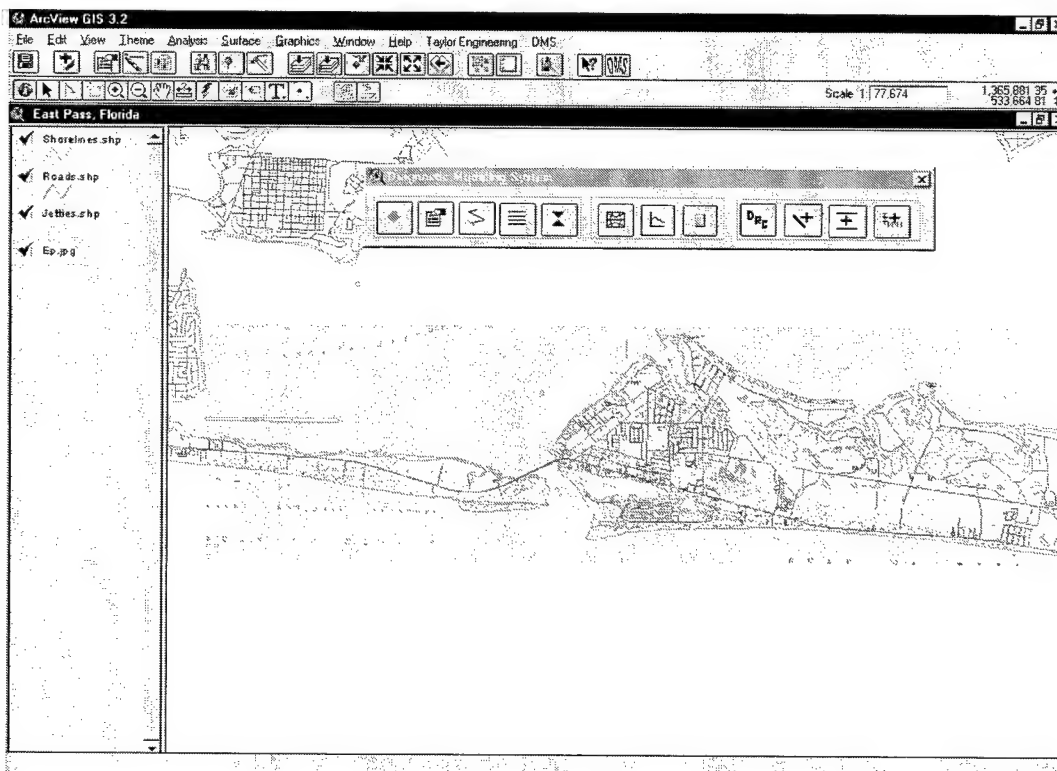 ArcView GIS 3.2
File Edit View Theme Analysis Surface Graphics Window Help Taylor Engineering DMS
DMS
T
Scale 1: 77,674
1,365,881 35
533,664 81
East Pass, Florida
Shorelines.shp
Roads.shp
Jetties.shp
Ep.jpg
DRC